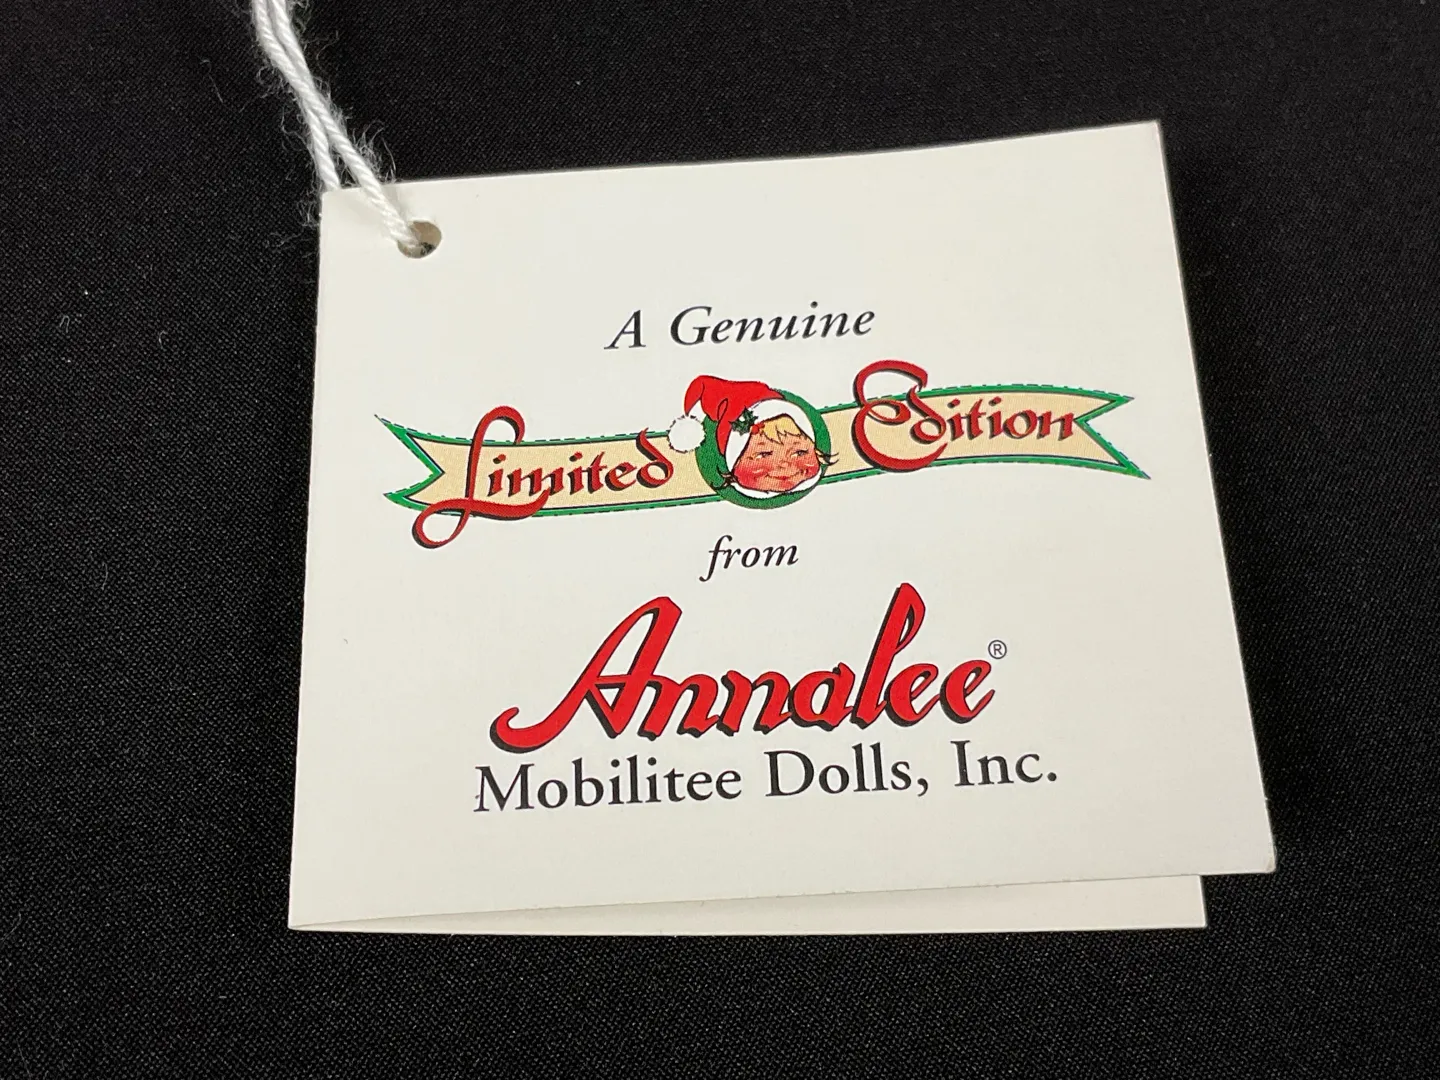 A Genuine
Limited Edition
from
Annalee®
Mobilitee Dolls, Inc.